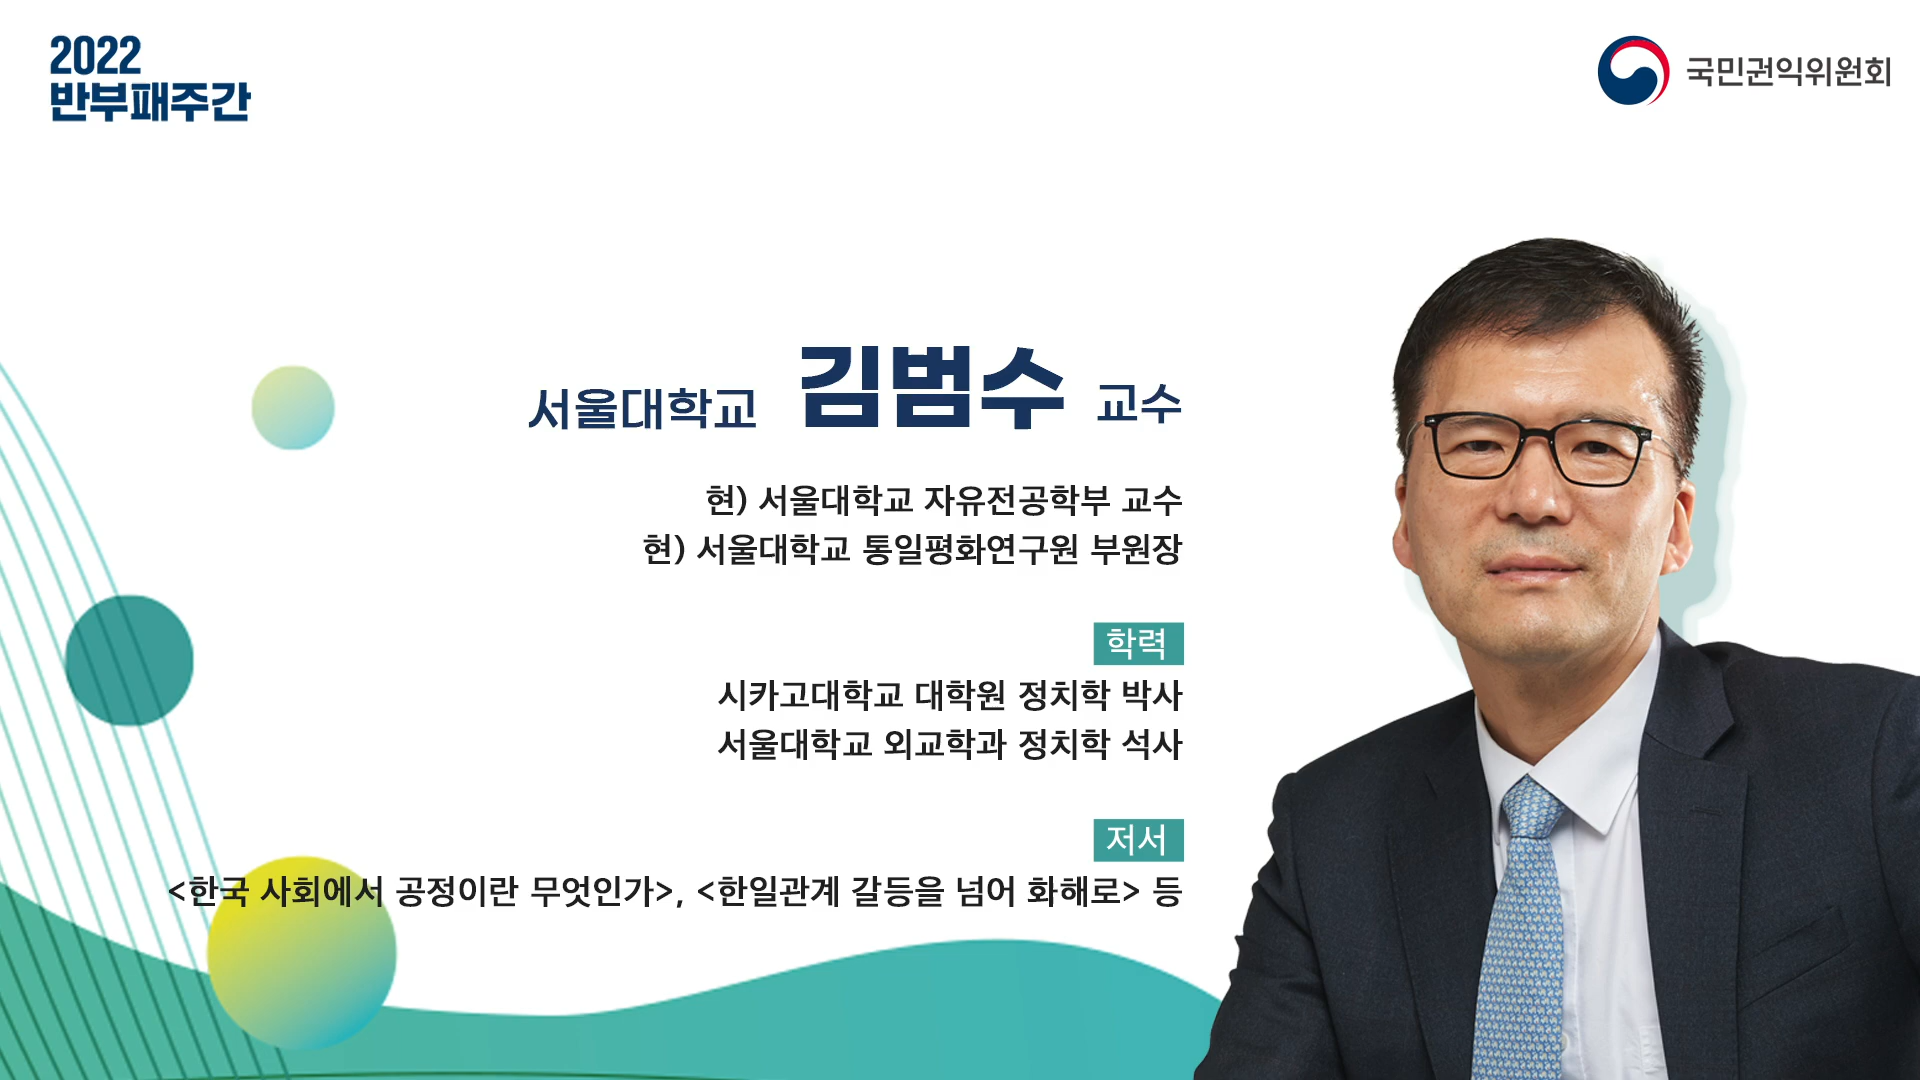 2022
반부패주간
국민권익위원회
서울대학교 김범수 교수
현) 서울대학교 자유전공학부 교수
현) 서울대학교 통일평화연구원 부원장
학력
시카고대학교 대학원 정치학 박사
서울대학교 외교학과 정치학 석사
저서
<한국 사회에서 공정이란 무엇인가>, <한일관계 갈등을 넘어 화해로> 등